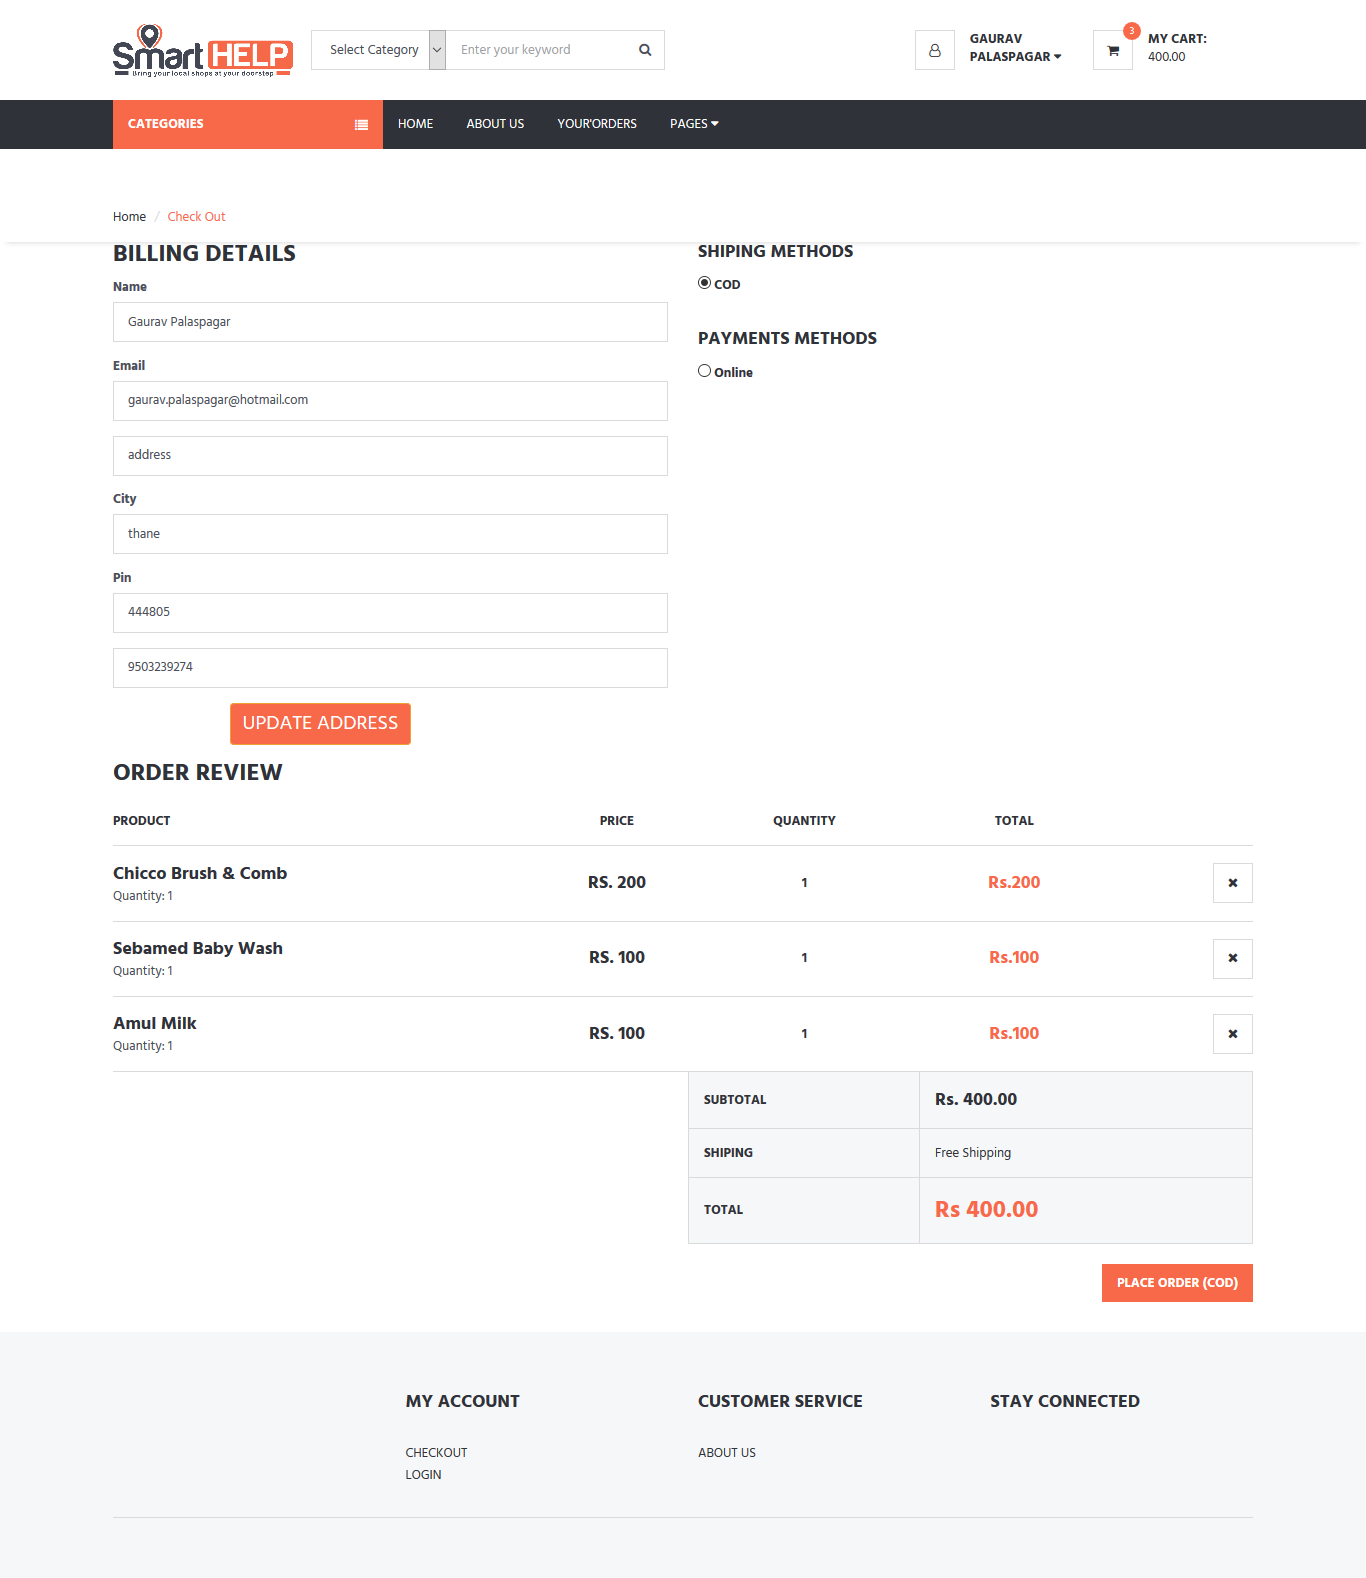 Smart HELP
Bring your local shops at your doorstep
Select Category
Enter your keyword
GAURAV
PALASPAGAR
3
MY CART:
400.00
CATEGORIES
HOME
ABOUT US
YOUR'ORDERS
PAGES
Home / Check Out
BILLING DETAILS
Name
Gaurav Palaspagar
Email
gaurav.palaspagar@hotmail.com
address
City
thane
Pin
444805
9503239274
UPDATE ADDRESS
SHIPING METHODS
COD
PAYMENTS METHODS
Online
ORDER REVIEW
PRODUCT PRICE QUANTITY TOTAL
Chicco Brush & Comb
Quantity: 1
RS. 200 1 Rs.200
Sebamed Baby Wash
Quantity: 1
RS. 100 1 Rs.100
Amul Milk
Quantity: 1
RS. 100 1 Rs.100
SUBTOTAL Rs. 400.00
SHIPING Free Shipping
TOTAL Rs 400.00
PLACE ORDER (COD)
MY ACCOUNT
CHECKOUT
LOGIN
CUSTOMER SERVICE
ABOUT US
STAY CONNECTED